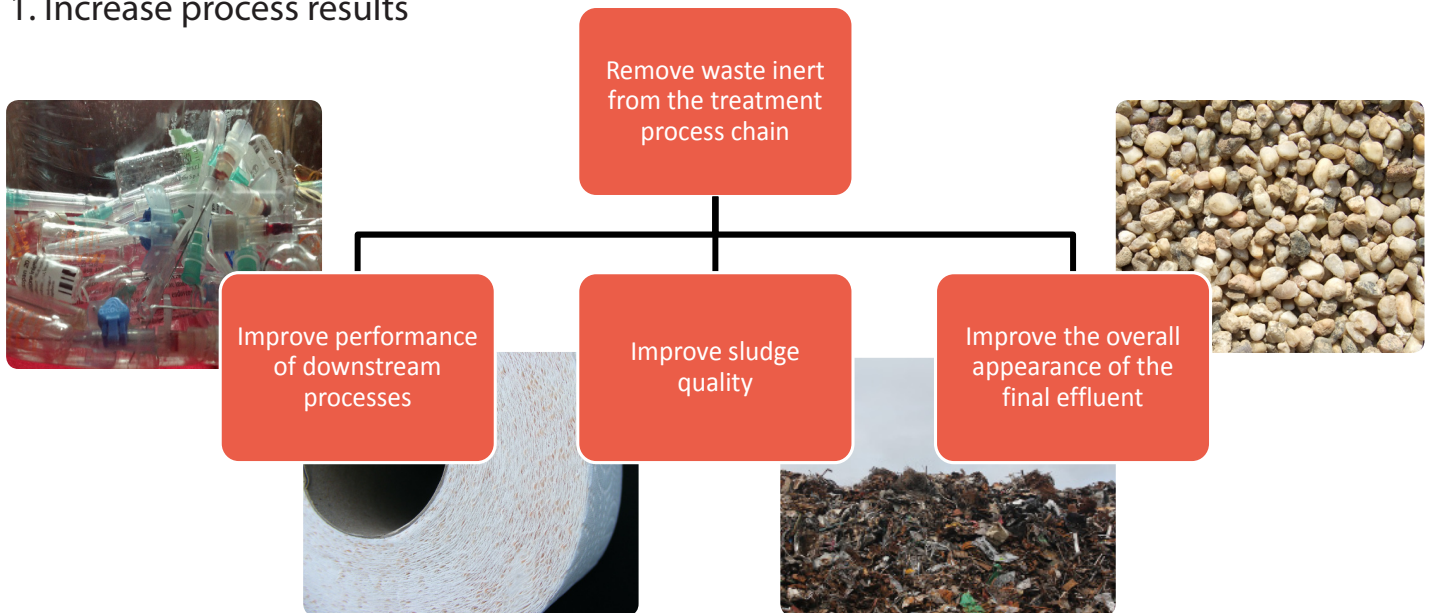 1. Increase process results
Remove waste inert
from the treatment
process chain
Improve performance
of downstream
processes
Improve sludge
quality
Improve the overall
appearance of the
final effluent